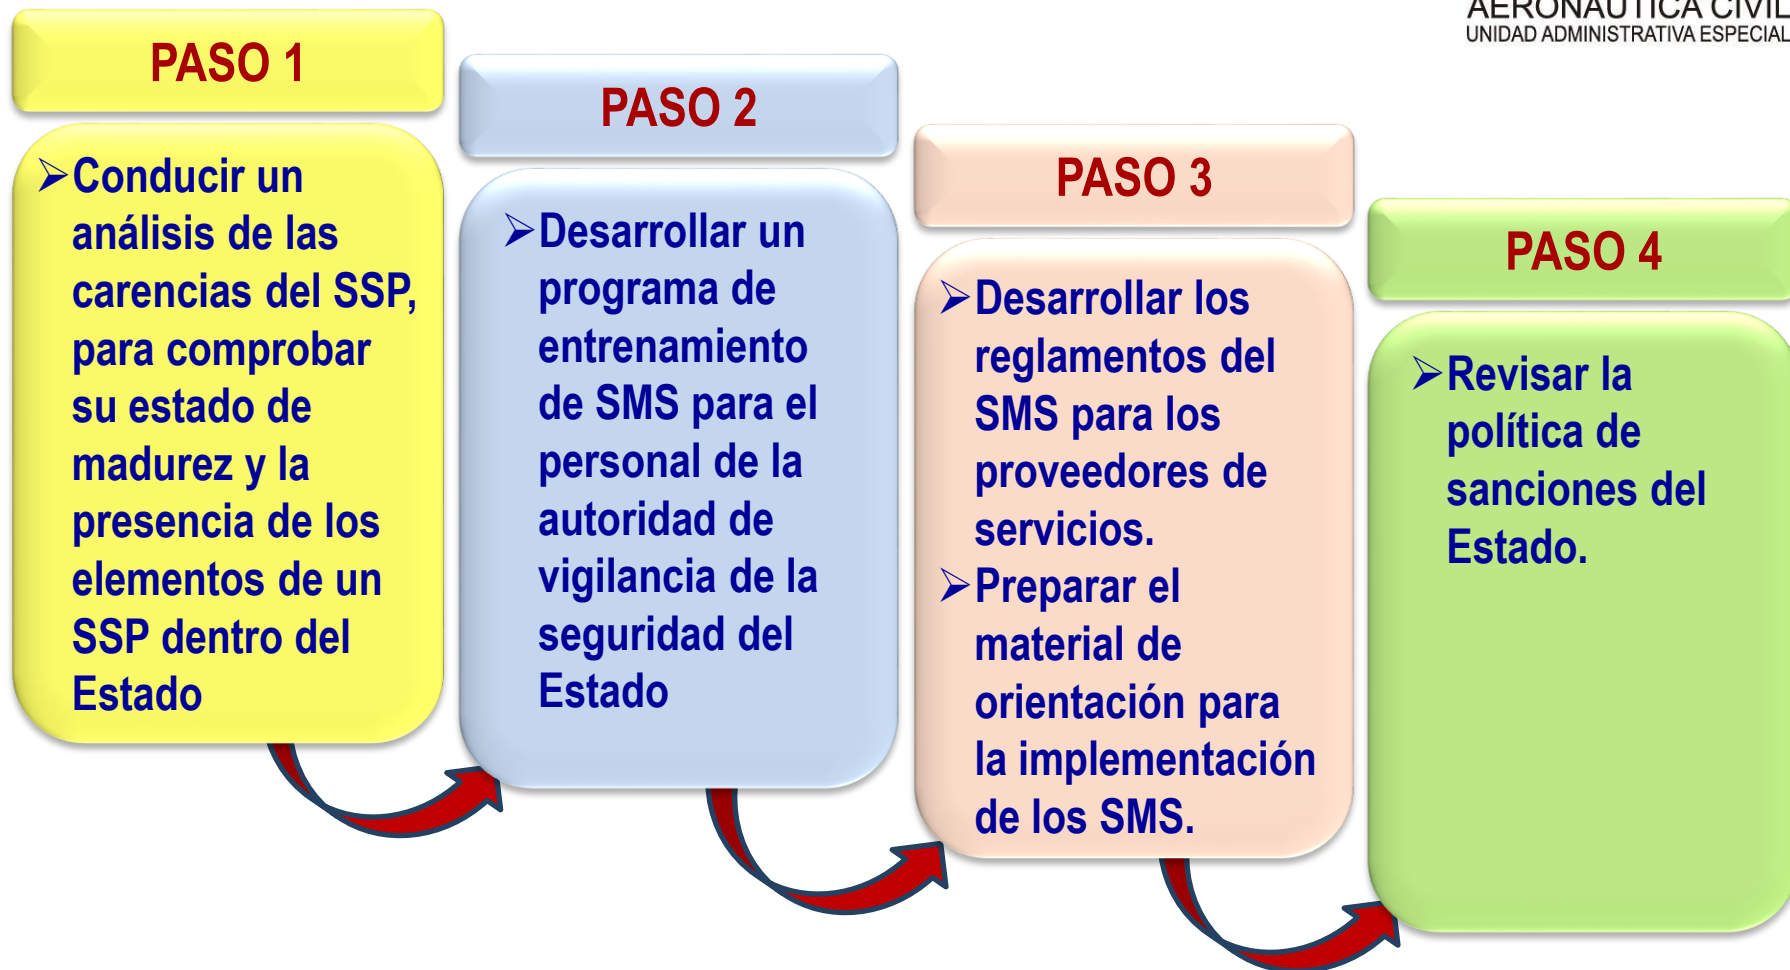 AERONÁUTICA CIVIL
UNIDAD ADMINISTRATIVA ESPECIAL
PASO 1
➢Conducir un
análisis de las
carencias del SSP,
para comprobar
su estado de
madurez y la
presencia de los
elementos de un
SSP dentro del
Estado
PASO 2
➢Desarrollar un
programa de
entrenamiento
de SMS para el
personal de la
autoridad de
vigilancia de la
seguridad del
Estado
PASO 3
➢Desarrollar los
reglamentos del
SMS para los
proveedores de
servicios.
➢Preparar el
material de
orientación para
la implementación
de los SMS.
PASO 4
➢Revisar la
política de
sanciones del
Estado.